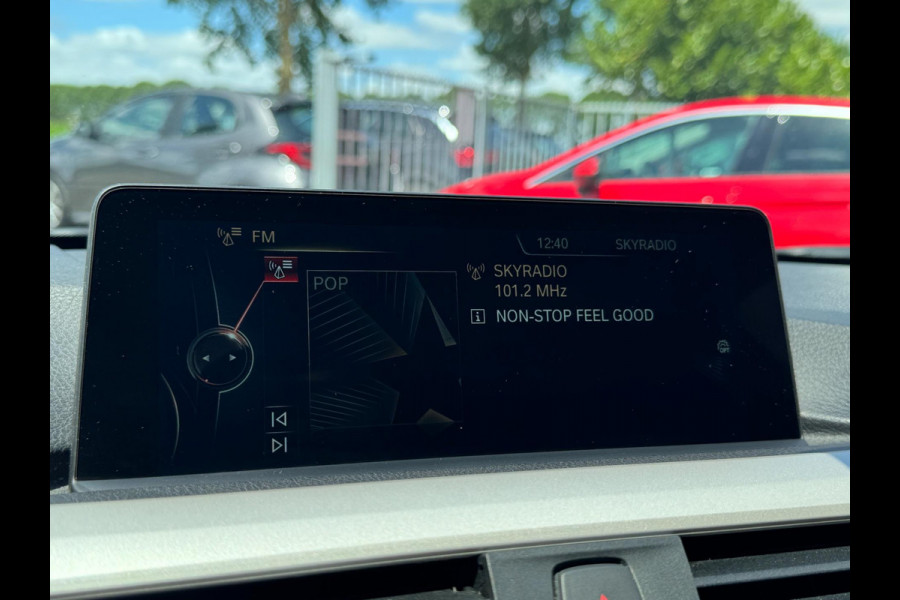 FM
12:40
SKYRADIO
POP
SKYRADIO
101.2 MHz
NON-STOP FEEL GOOD